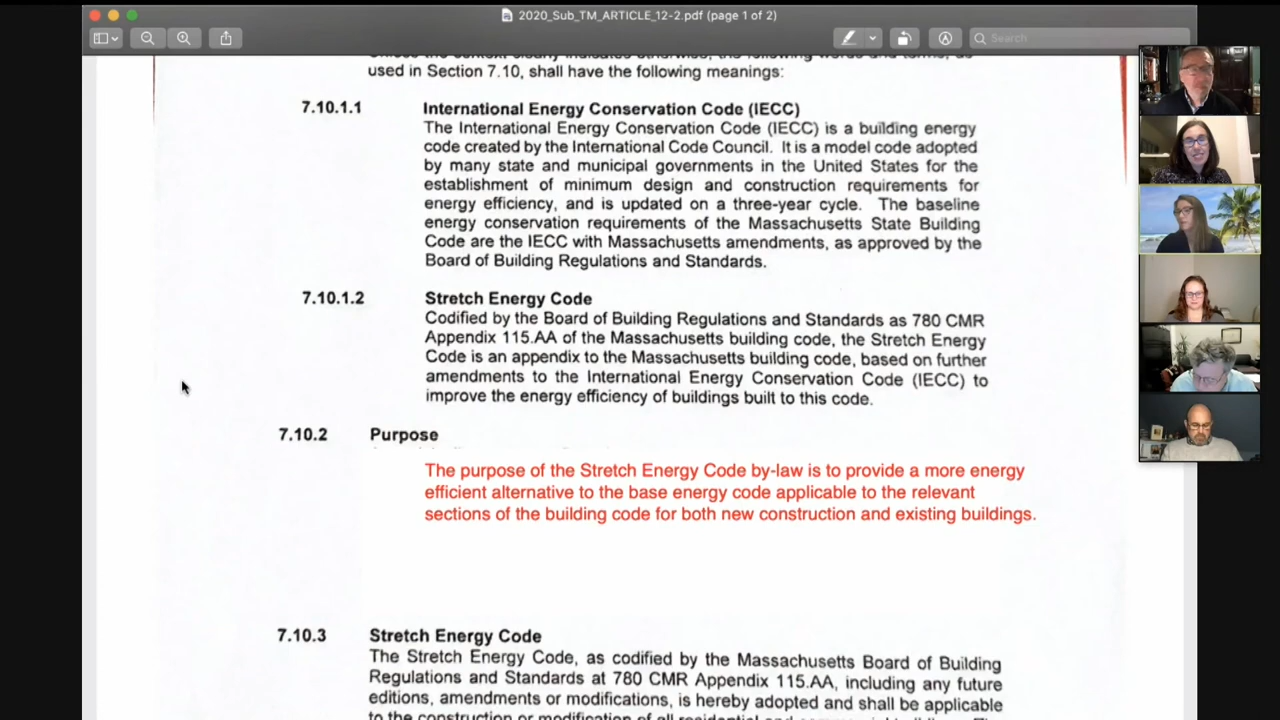 2020_Sub_TM_ARTICLE_12-2.pdf (page 1 of 2)
Search
used in Section 7.10, shall have the following meanings:
7.10.1.1 International Energy Conservation Code (IECC)
The International Energy Conservation Code (IECC) is a building energy
code created by the International Code Council. It is a model code adopted
by many state and municipal governments in the United States for the
establishment of minimum design and construction requirements for
energy efficiency, and is updated on a three-year cycle. The baseline
energy conservation requirements of the Massachusetts State Building
Code are the IECC with Massachusetts amendments, as approved by the
Board of Building Regulations and Standards.
7.10.1.2 Stretch Energy Code
Codified by the Board of Building Regulations and Standards as 780 CMR
Appendix 115.AA of the Massachusetts building code, the Stretch Energy
Code is an appendix to the Massachusetts building code, based on further
amendments to the International Energy Conservation Code (IECC) to
improve the energy efficiency of buildings built to this code.
7.10.2 Purpose
The purpose of the Stretch Energy Code by-law is to provide a more energy
efficient alternative to the base energy code applicable to the relevant
sections of the building code for both new construction and existing buildings.
7.10.3 Stretch Energy Code
The Stretch Energy Code, as codified by the Massachusetts Board of Building
Regulations and Standards at 780 CMR Appendix 115.AA, including any future
editions, amendments or modifications, is hereby adopted and shall be applicable